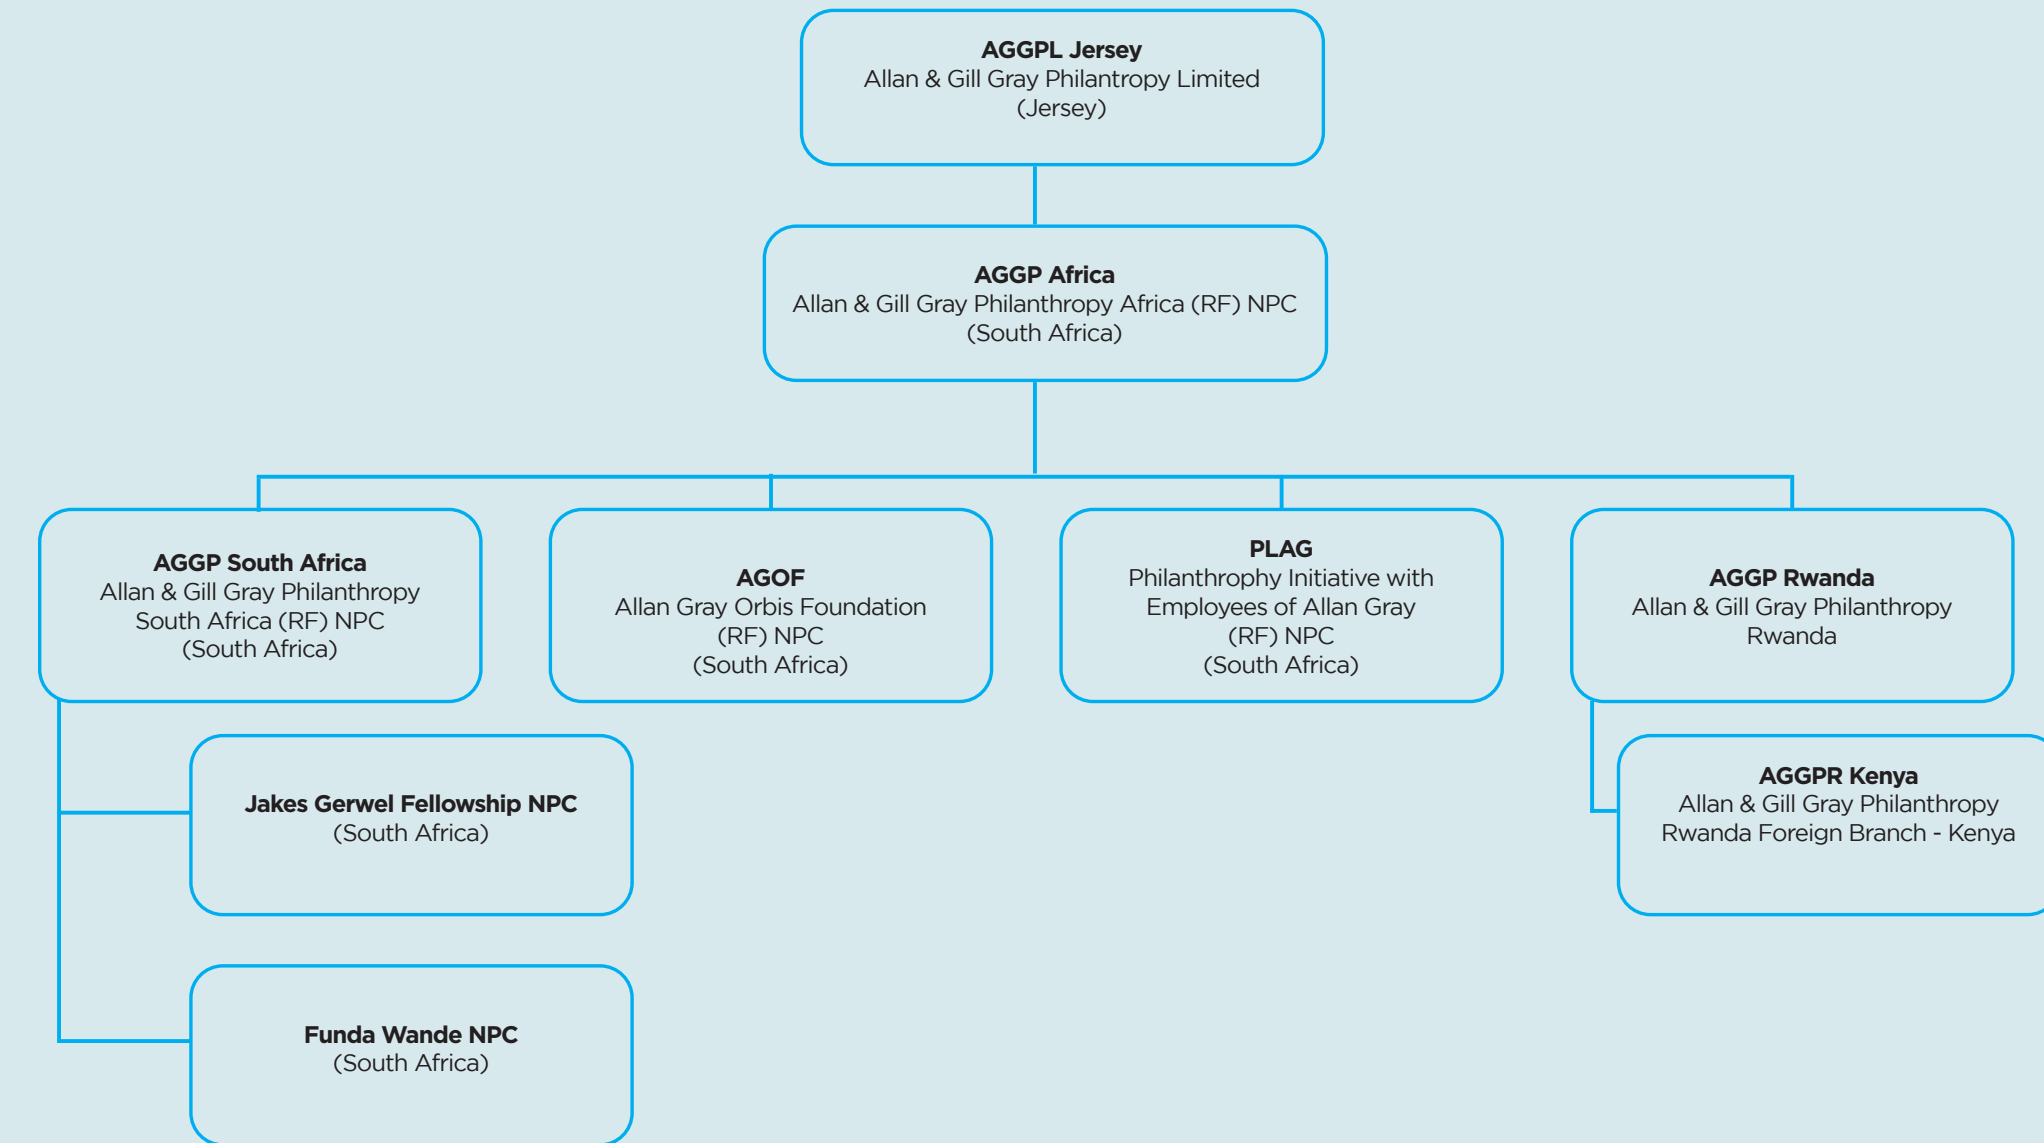 AGGPL Jersey
Allan & Gill Gray Philantropy Limited
(Jersey)
AGGP Africa
Allan & Gill Gray Philanthropy Africa (RF) NPC
(South Africa)
AGGP South Africa
Allan & Gill Gray Philanthropy
South Africa (RF) NPC
(South Africa)
AGOF
Allan Gray Orbis Foundation
(RF) NPC
(South Africa)
PLAG
Philanthrophy Initiative with
Employees of Allan Gray
(RF) NPC
(South Africa)
AGGP Rwanda
Allan & Gill Gray Philanthropy
Rwanda
Jakes Gerwel Fellowship NPC
(South Africa)
AGGPR Kenya
Allan & Gill Gray Philanthropy
Rwanda Foreign Branch - Kenya
Funda Wande NPC
(South Africa)